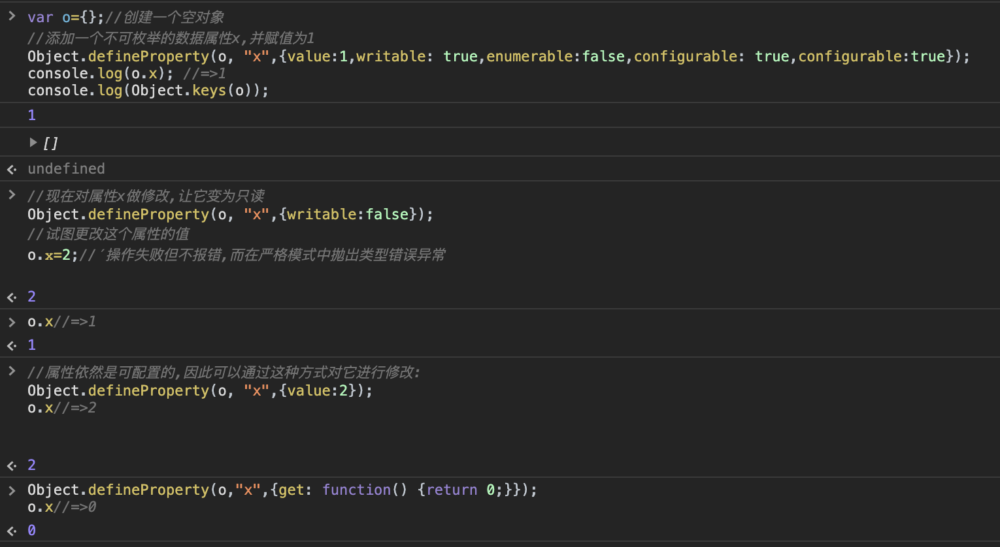 > var o={};//创建一个空对象
//添加一个不可枚举的数据属性x,并赋值为1
Object.defineProperty(o, "x",{value:1,writable: true,enumerable:false,configurable: true,configurable:true});
console.log(o.x); //=>1
console.log(Object.keys(o));
1
▶ []
undefined
> //现在对属性x做修改,让它变为只读
Object.defineProperty(o, "x",{writable:false});
//试图更改这个属性的值
o.x=2;//´操作失败但不报错,而在严格模式中抛出类型错误异常
2
> o.x//=>1
1
> //属性依然是可配置的,因此可以通过这种方式对它进行修改:
Object.defineProperty(o, "x",{value:2});
o.x//=>2
2
> Object.defineProperty(o,"x",{get: function() {return 0;}});
o.x//=>0
0